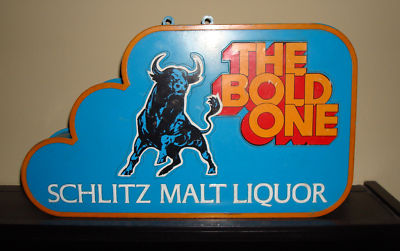 THE
BOLD
ONE
SCHLITZ MALT LIQUOR